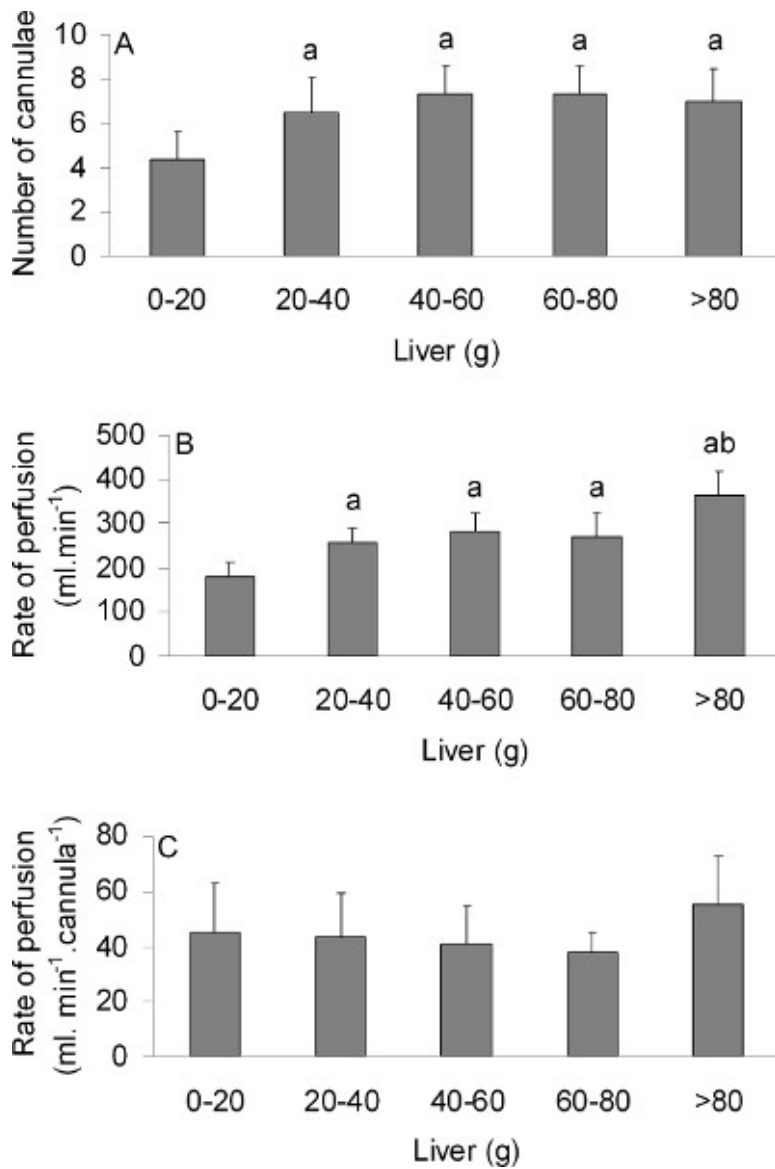 A
Number of cannulae
10
8
6
4
2
0
a a a a
0-20 20-40 40-60 60-80 >80
Liver (g)
B
Rate of perfusion
(ml.min⁻¹)
500
400
300
200
100
0
a a a ab
0-20 20-40 40-60 60-80 >80
Liver (g)
C
Rate of perfusion
(ml. min⁻¹.cannula⁻¹)
80
60
40
20
0
0-20 20-40 40-60 60-80 >80
Liver (g)